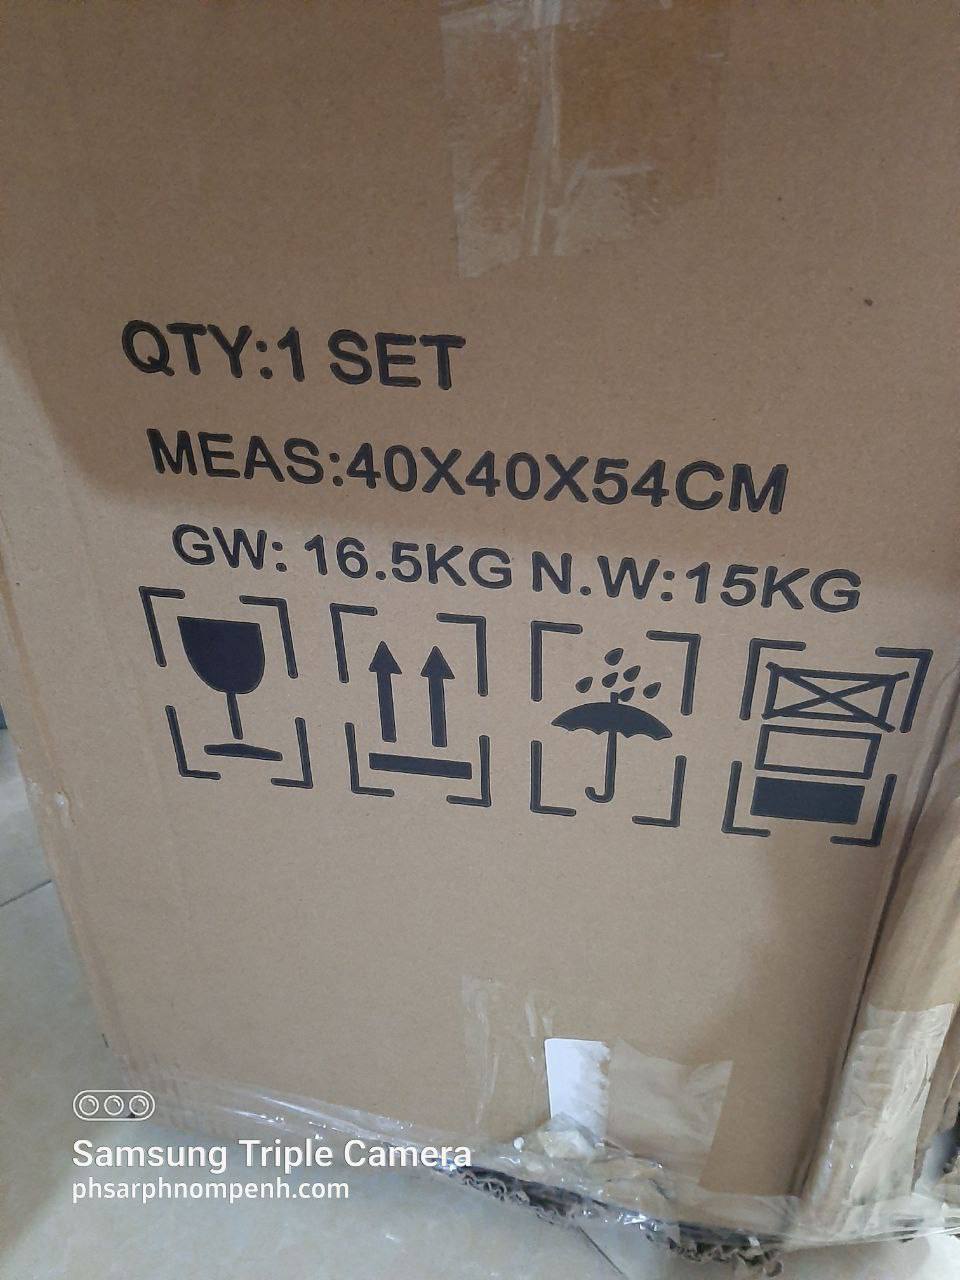 QTY:1 SET
MEAS:40X40X54CM
GW: 16.5KG N.W:15KG
Samsung Triple Camera
phsarphnompenh.com